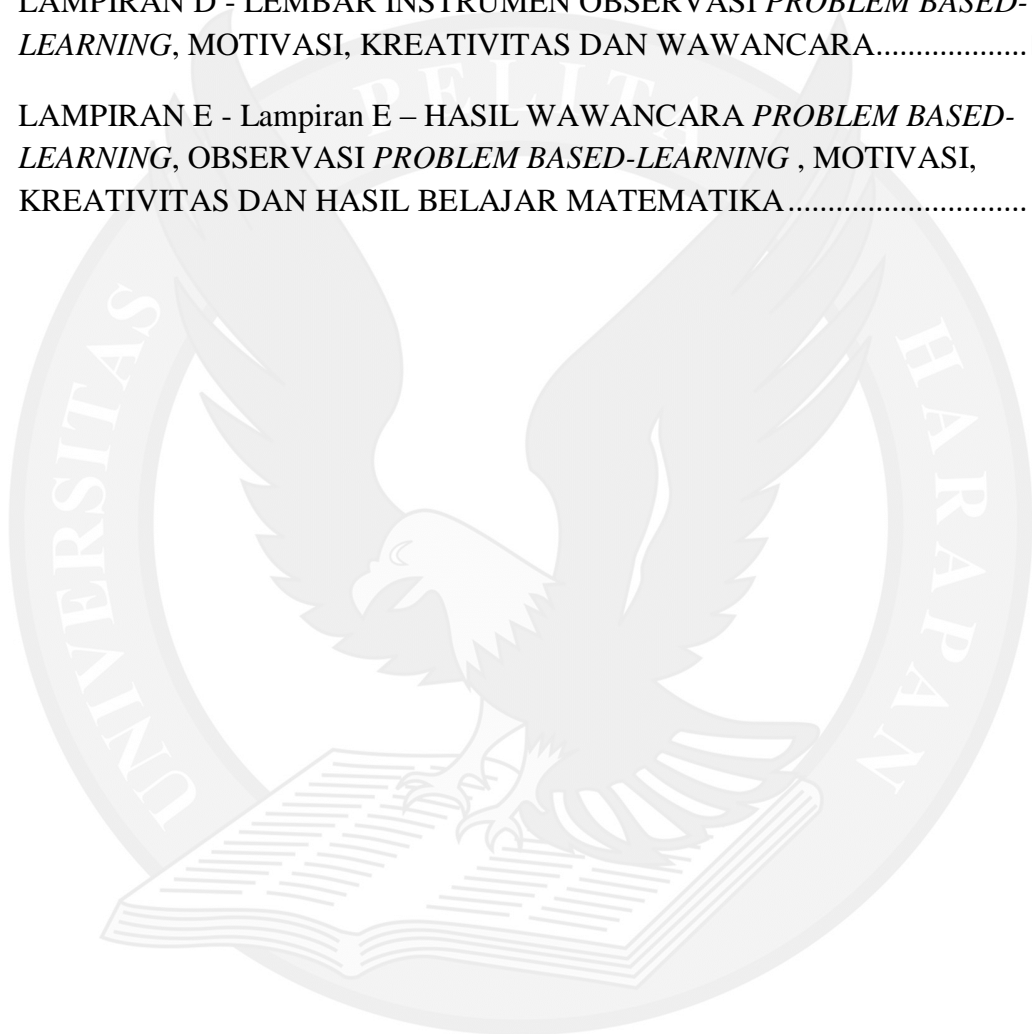 LAMPIRAN D - LEMBAR INSTRUMEN OBSERVASI PROBLEM BASED-
LEARNING, MOTIVASI, KREATIVITAS DAN WAWANCARA...................
LAMPIRAN E - Lampiran E – HASIL WAWANCARA PROBLEM BASED-
LEARNING, OBSERVASI PROBLEM BASED-LEARNING , MOTIVASI,
KREATIVITAS DAN HASIL BELAJAR MATEMATIKA..............................
UNIVERSITAS PELITA HARAPAN